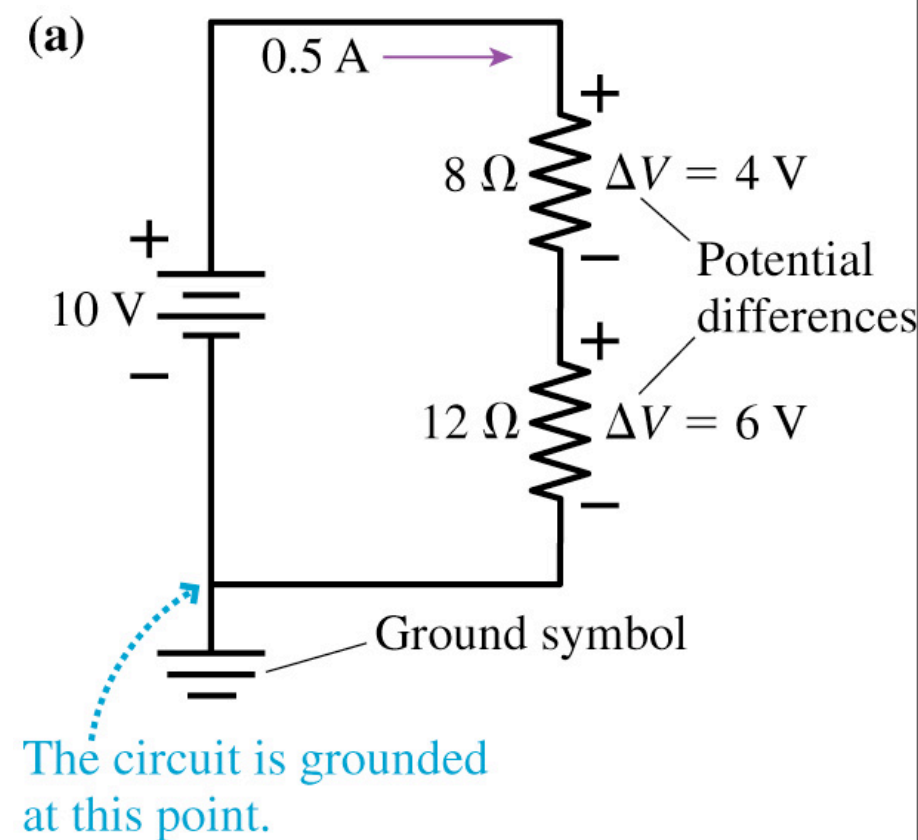 (a)
0.5 A
+
8 Ω
ΔV = 4 V
−
Potential
differences
+
10 V
−
+
12 Ω
ΔV = 6 V
−
Ground symbol
The circuit is grounded
at this point.